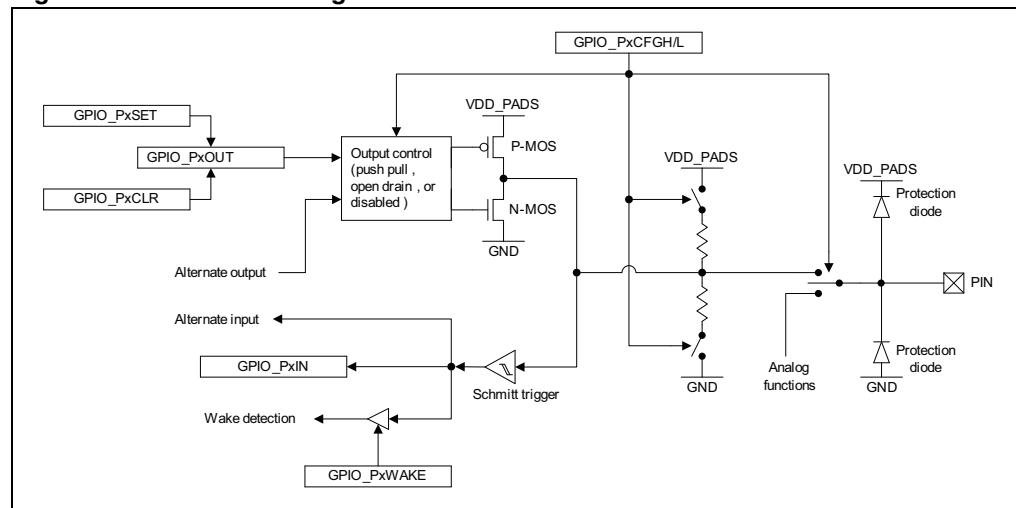 GPIO_PxCFGH/L
GPIO_PxSET
GPIO_PxOUT
GPIO_PxCLR
Alternate output
Alternate input
GPIO_PxIN
Wake detection
GPIO_PxWAKE
Output control
(push pull ,
open drain , or
disabled )
VDD_PADS
P-MOS
N-MOS
GND
Schmitt trigger
VDD_PADS
GND
Analog
functions
VDD_PADS
Protection
diode
PIN
Protection
diode
GND